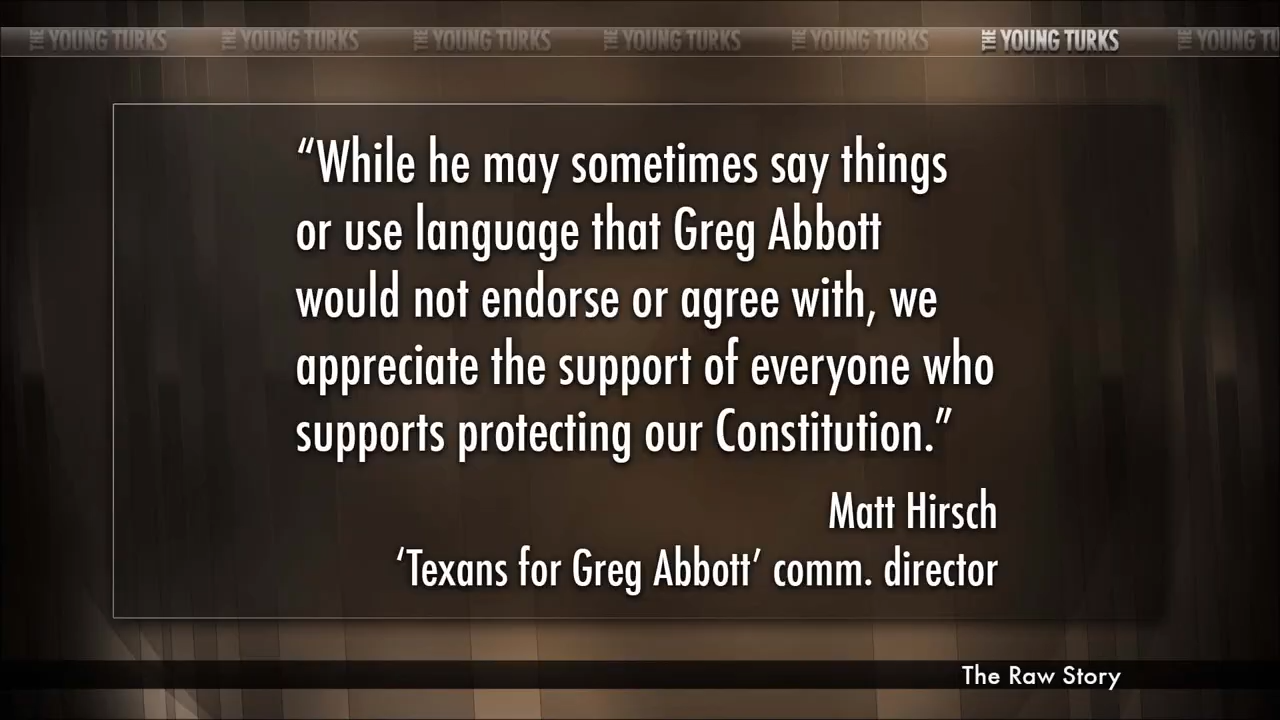 THE YOUNG TURKS THE YOUNG TURKS THE YOUNG TURKS THE YOUNG TURKS THE YOUNG TURKS THE YOUNG TURKS THE YOUNG TU
“While he may sometimes say things
or use language that Greg Abbott
would not endorse or agree with, we
appreciate the support of everyone who
supports protecting our Constitution.”
Matt Hirsch
‘Texans for Greg Abbott’ comm. director
The Raw Story